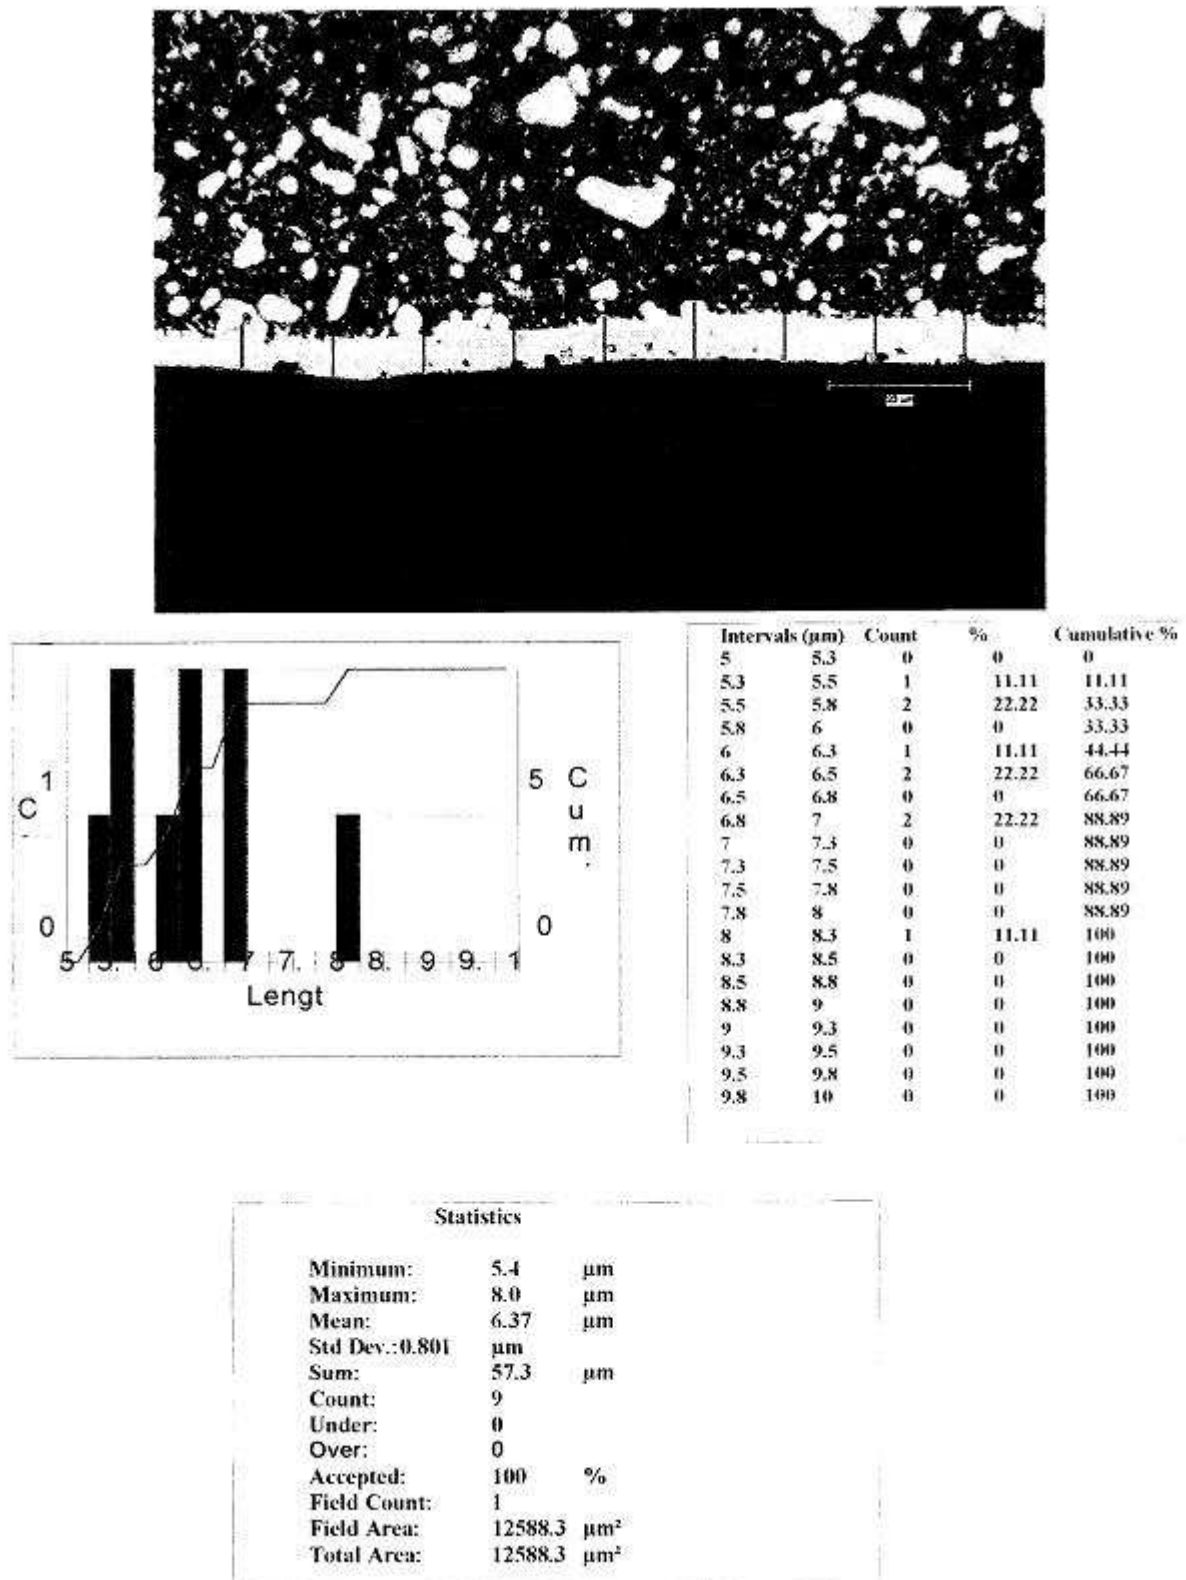 Intervals (µm) Count % Cumulative %
5 5.3 0 0 0
5.3 5.5 1 11.11 11.11
5.5 5.8 2 22.22 33.33
5.8 6 0 0 33.33
6 6.3 1 11.11 44.44
6.3 6.5 2 22.22 66.67
6.5 6.8 0 0 66.67
6.8 7 2 22.22 88.89
7 7.3 0 0 88.89
7.3 7.5 0 0 88.89
7.5 7.8 0 0 88.89
7.8 8 0 0 88.89
8 8.3 1 11.11 100
8.3 8.5 0 0 100
8.5 8.8 0 0 100
8.8 9 0 0 100
9 9.3 0 0 100
9.3 9.5 0 0 100
9.5 9.8 0 0 100
9.8 10 0 0 100
1
C
0
5
Cum.
0
5 5. 6 6. 7 7. 8 8. 9 9. 1
Lengt
Statistics
Minimum: 5.4 µm
Maximum: 8.0 µm
Mean: 6.37 µm
Std Dev.:0.801 µm
Sum: 57.3 µm
Count: 9
Under: 0
Over: 0
Accepted: 100 %
Field Count: 1
Field Area: 12588.3 µm²
Total Area: 12588.3 µm²